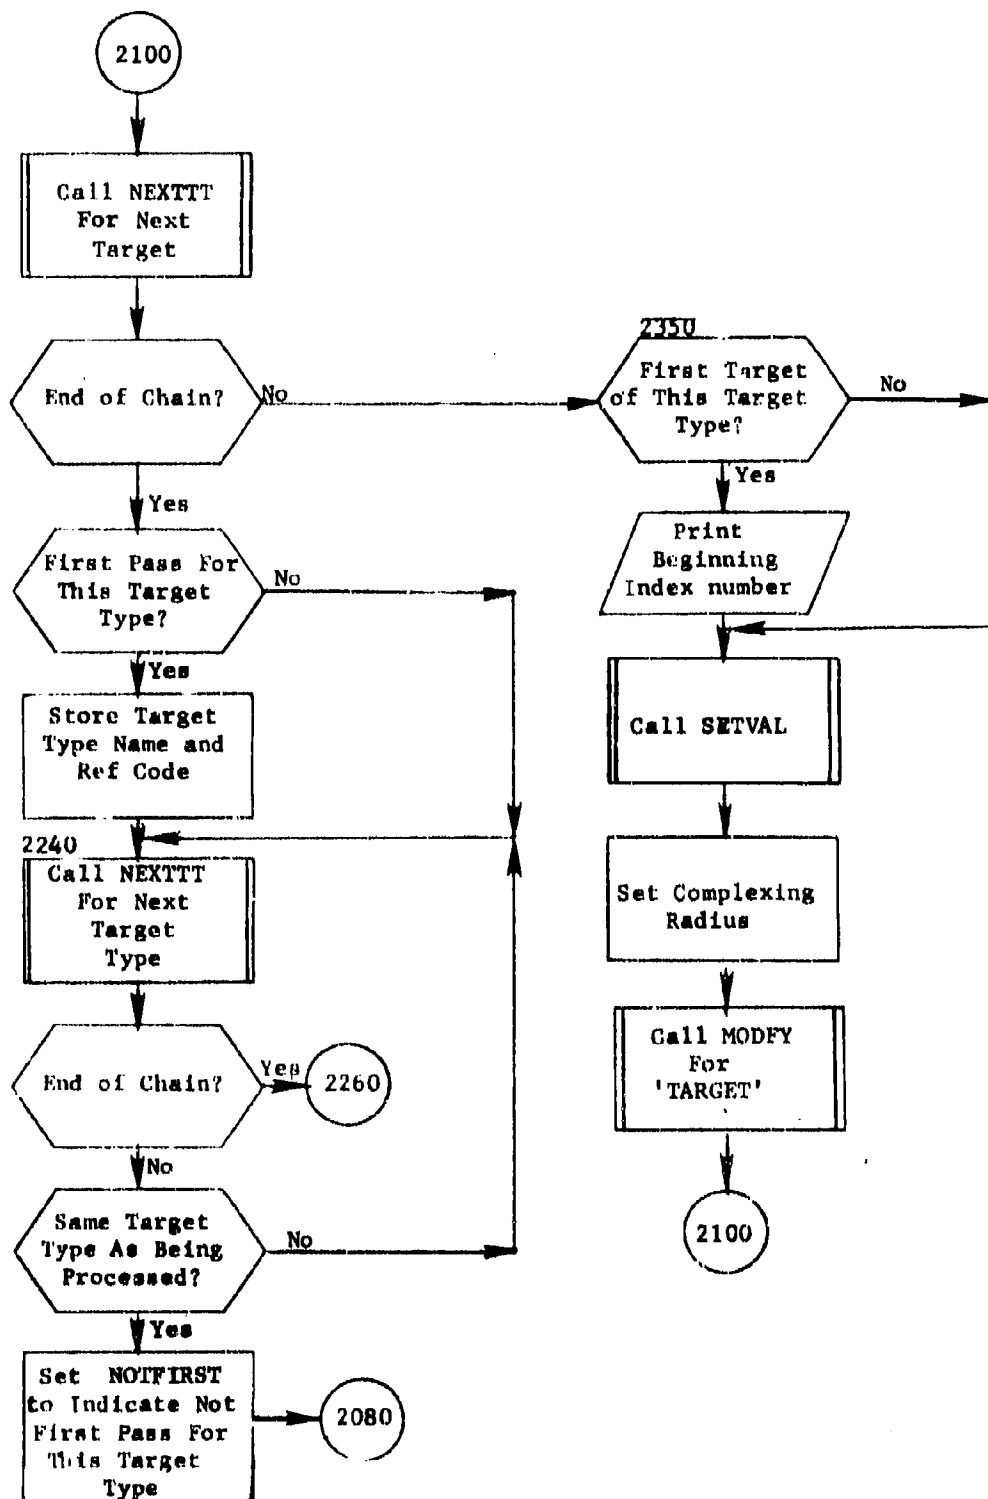 2100
Call NEXTTT
For Next
Target
End of Chain?
No
Yes
First Pass For
This Target
Type?
No
Yes
Store Target
Type Name and
Ref Code
2240
Call NEXTTT
For Next
Target
Type
End of Chain?
Yes
2260
No
Same Target
Type As Being
Processed?
No
Yes
Set NOTFIRST
to Indicate Not
First Pass For
This Target
Type
2080
2350
First Target
of This Target
Type?
No
Yes
Print
Beginning
Index number
Call SETVAL
Set Complexing
Radius
Call MODFY
For
'TARGET'
2100